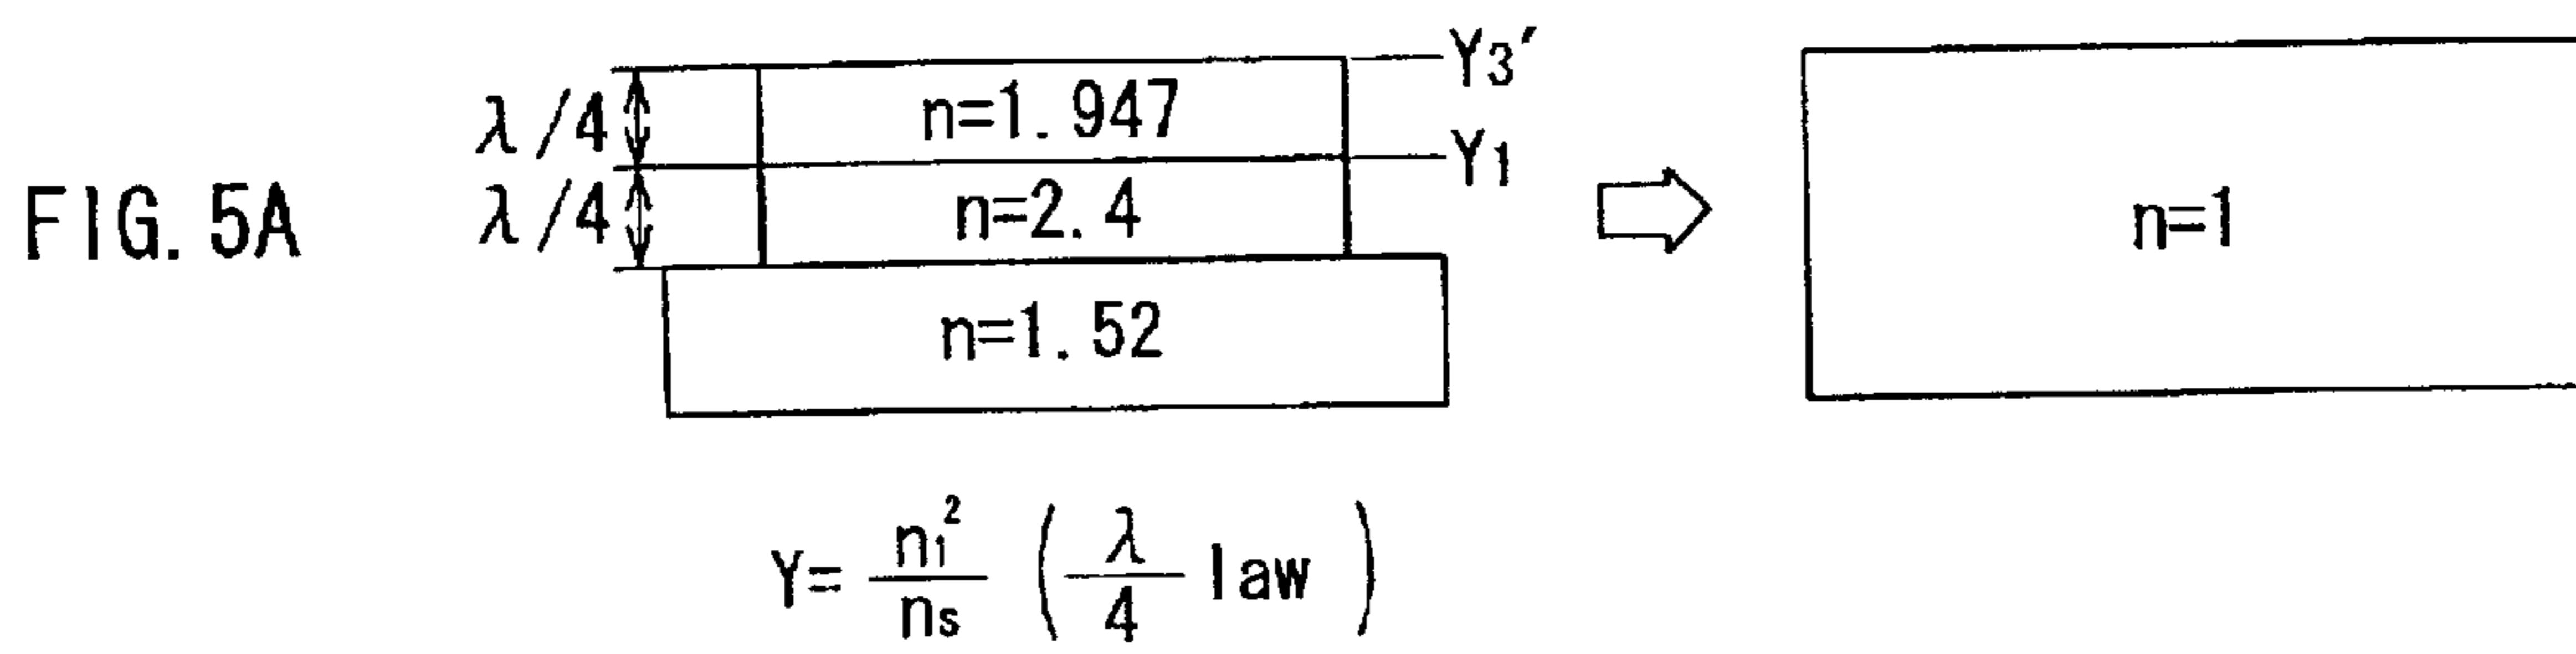 Y3′
λ/4 n=1.947
Y1
FIG. 5A λ/4 n=2.4 n=1
n=1.52
Y= n1² / ns ( λ / 4 law )